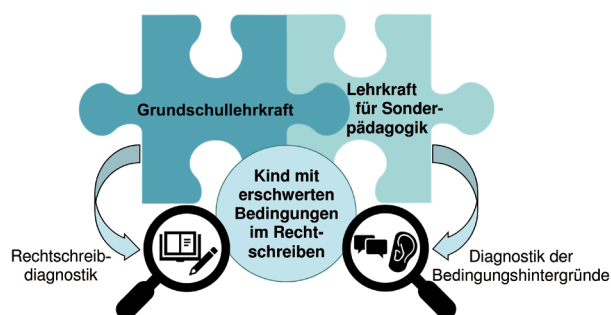 Grundschullehrkraft
Lehrkraft
für Sonder-
pädagogik
Kind mit
erschwerten
Bedingungen
im Recht-
schreiben
Rechtschreib-
diagnostik
Diagnostik der
Bedingungshintergründe